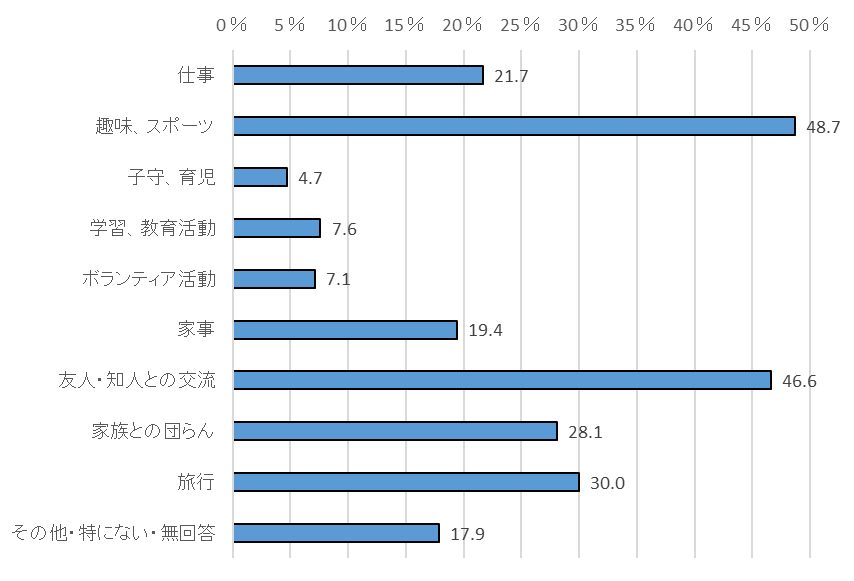 0% 5% 10% 15% 20% 25% 30% 35% 40% 45% 50%
仕事 21.7
趣味、スポーツ 48.7
子守、育児 4.7
学習、教育活動 7.6
ボランティア活動 7.1
家事 19.4
友人・知人との交流 46.6
家族との団らん 28.1
旅行 30.0
その他・特にない・無回答 17.9